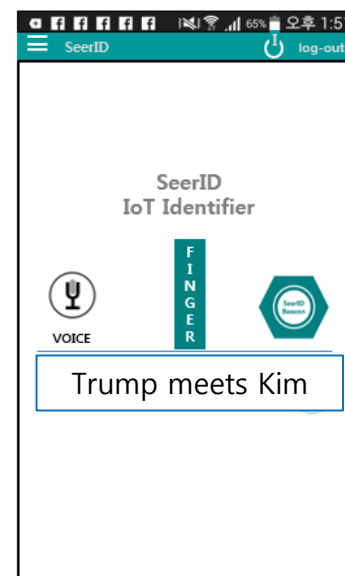 65% 오후 1:5
SeerID log-out
SeerID
IoT Identifier
FINGER
VOICE
SeerID
Beacon
Trump meets Kim